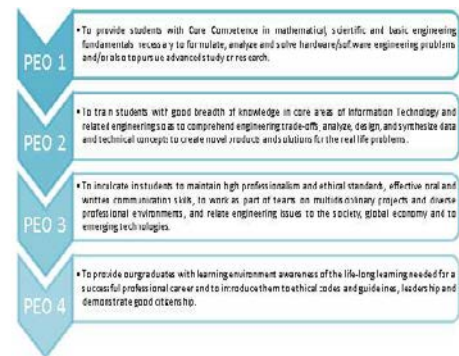 PEO 1
• To provide students with Core Competence in mathematical, scientific and basic engineering
fundamentals necessary to formulate, analyze and solve hardware/software engineering problems
and/or also to pursue advanced study or research.
PEO 2
• To train students with good breadth of knowledge in core areas of Information Technology and
related engineering so as to comprehend engineering trade-offs, analyze, design, and synthesize data
and technical concepts to create novel products and solutions for the real life problems.
PEO 3
• To inculcate in students to maintain high professionalism and ethical standards, effective oral and
written communication skills, to work as part of teams on multidisciplinary projects and diverse
professional environments, and relate engineering issues to the society, global economy and to
emerging technologies.
PEO 4
• To provide our graduates with learning environment awareness of the life-long learning needed for a
successful professional career and to introduce them to ethical codes and guidelines, leadership and
demonstrate good citizenship.